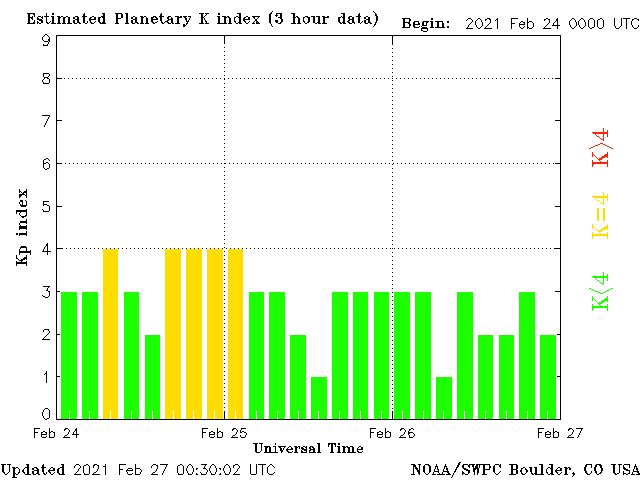 Estimated Planetary K index (3 hour data) Begin: 2021 Feb 24 0000 UTC
9
8
7
6
5
4
3
2
1
0
Kp index
K>4
K=4
K<4
Feb 24 Feb 25 Feb 26 Feb 27
Universal Time
Updated 2021 Feb 27 00:30:02 UTC NOAA/SWPC Boulder, CO USA